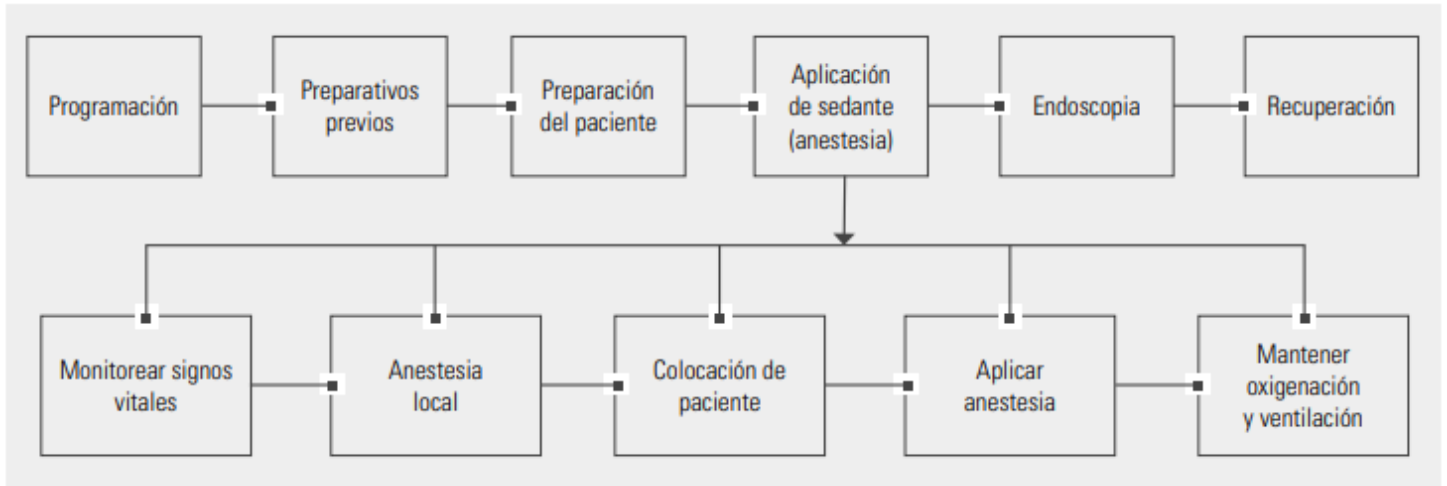 Programación
Preparativos
previos
Preparación
del paciente
Aplicación
de sedante
(anestesia)
Endoscopia
Recuperación
Monitorear signos
vitales
Anestesia
local
Colocación de
paciente
Aplicar
anestesia
Mantener
oxigenación
y ventilación